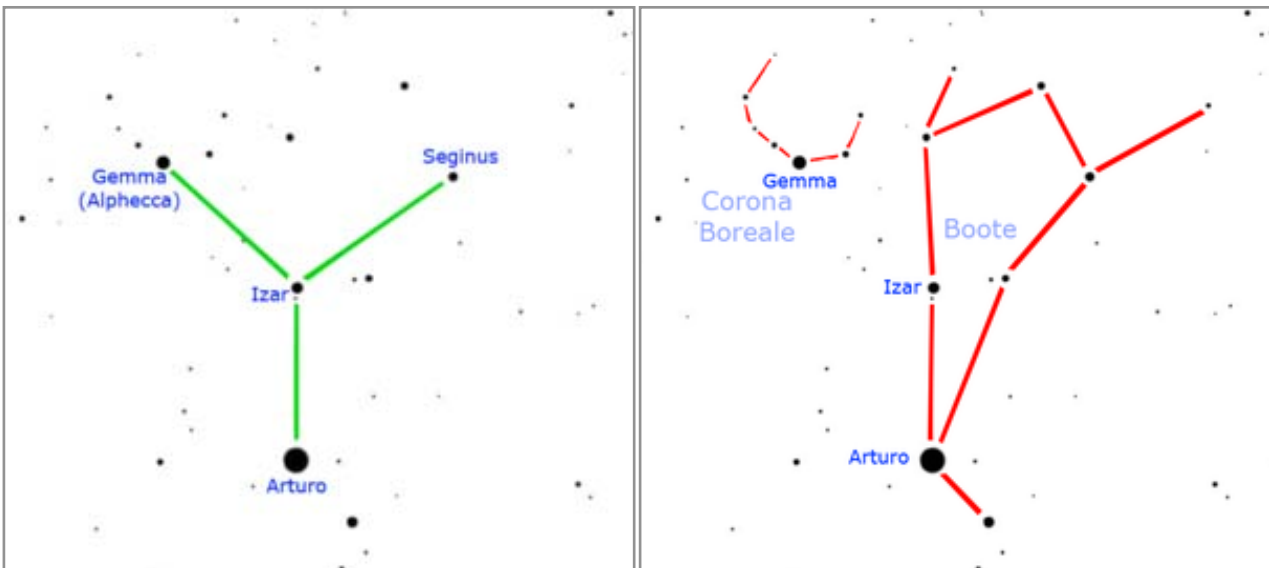 Seginus
Gemma
(Alphecca)
Izar
Arturo
Gemma
Corona
Boreale
Boote
Izar
Arturo